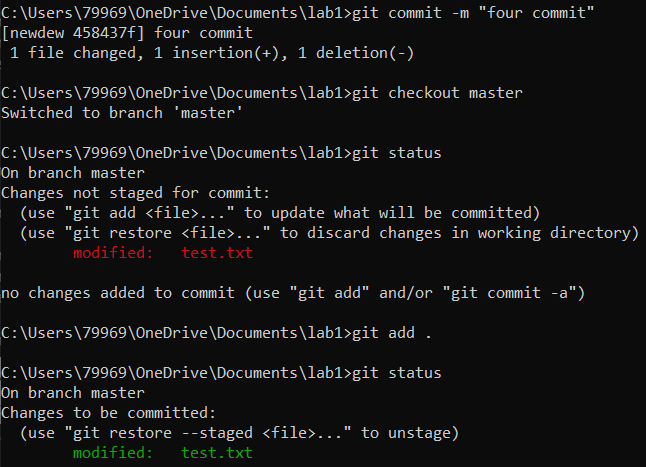 C:\Users\79969\OneDrive\Documents\lab1>git commit -m "four commit"
[newdew 458437f] four commit
 1 file changed, 1 insertion(+), 1 deletion(-)
C:\Users\79969\OneDrive\Documents\lab1>git checkout master
Switched to branch 'master'
C:\Users\79969\OneDrive\Documents\lab1>git status
On branch master
Changes not staged for commit:
  (use "git add <file>..." to update what will be committed)
  (use "git restore <file>..." to discard changes in working directory)
        modified:   test.txt
no changes added to commit (use "git add" and/or "git commit -a")
C:\Users\79969\OneDrive\Documents\lab1>git add .
C:\Users\79969\OneDrive\Documents\lab1>git status
On branch master
Changes to be committed:
  (use "git restore --staged <file>..." to unstage)
        modified:   test.txt